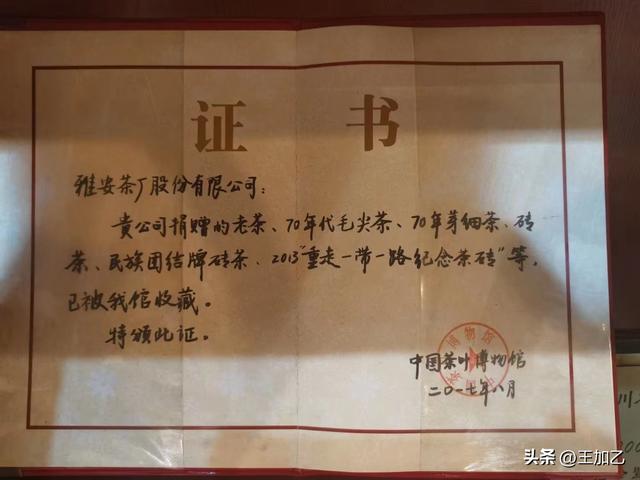 证 书
雅安茶厂股份有限公司：
贵公司捐赠的老茶、70年代毛尖茶、70年芽细茶、砖
茶、民族团结牌砖茶、2013"重走一带一路纪念茶砖"等，
已被我馆收藏。
特颁此证。
博物馆
中国茶叶博物馆
二〇一七年八月
川
头条 @王加乙